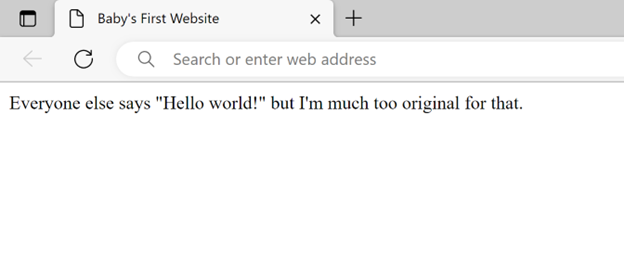 Baby's First Website
Search or enter web address
Everyone else says "Hello world!" but I'm much too original for that.